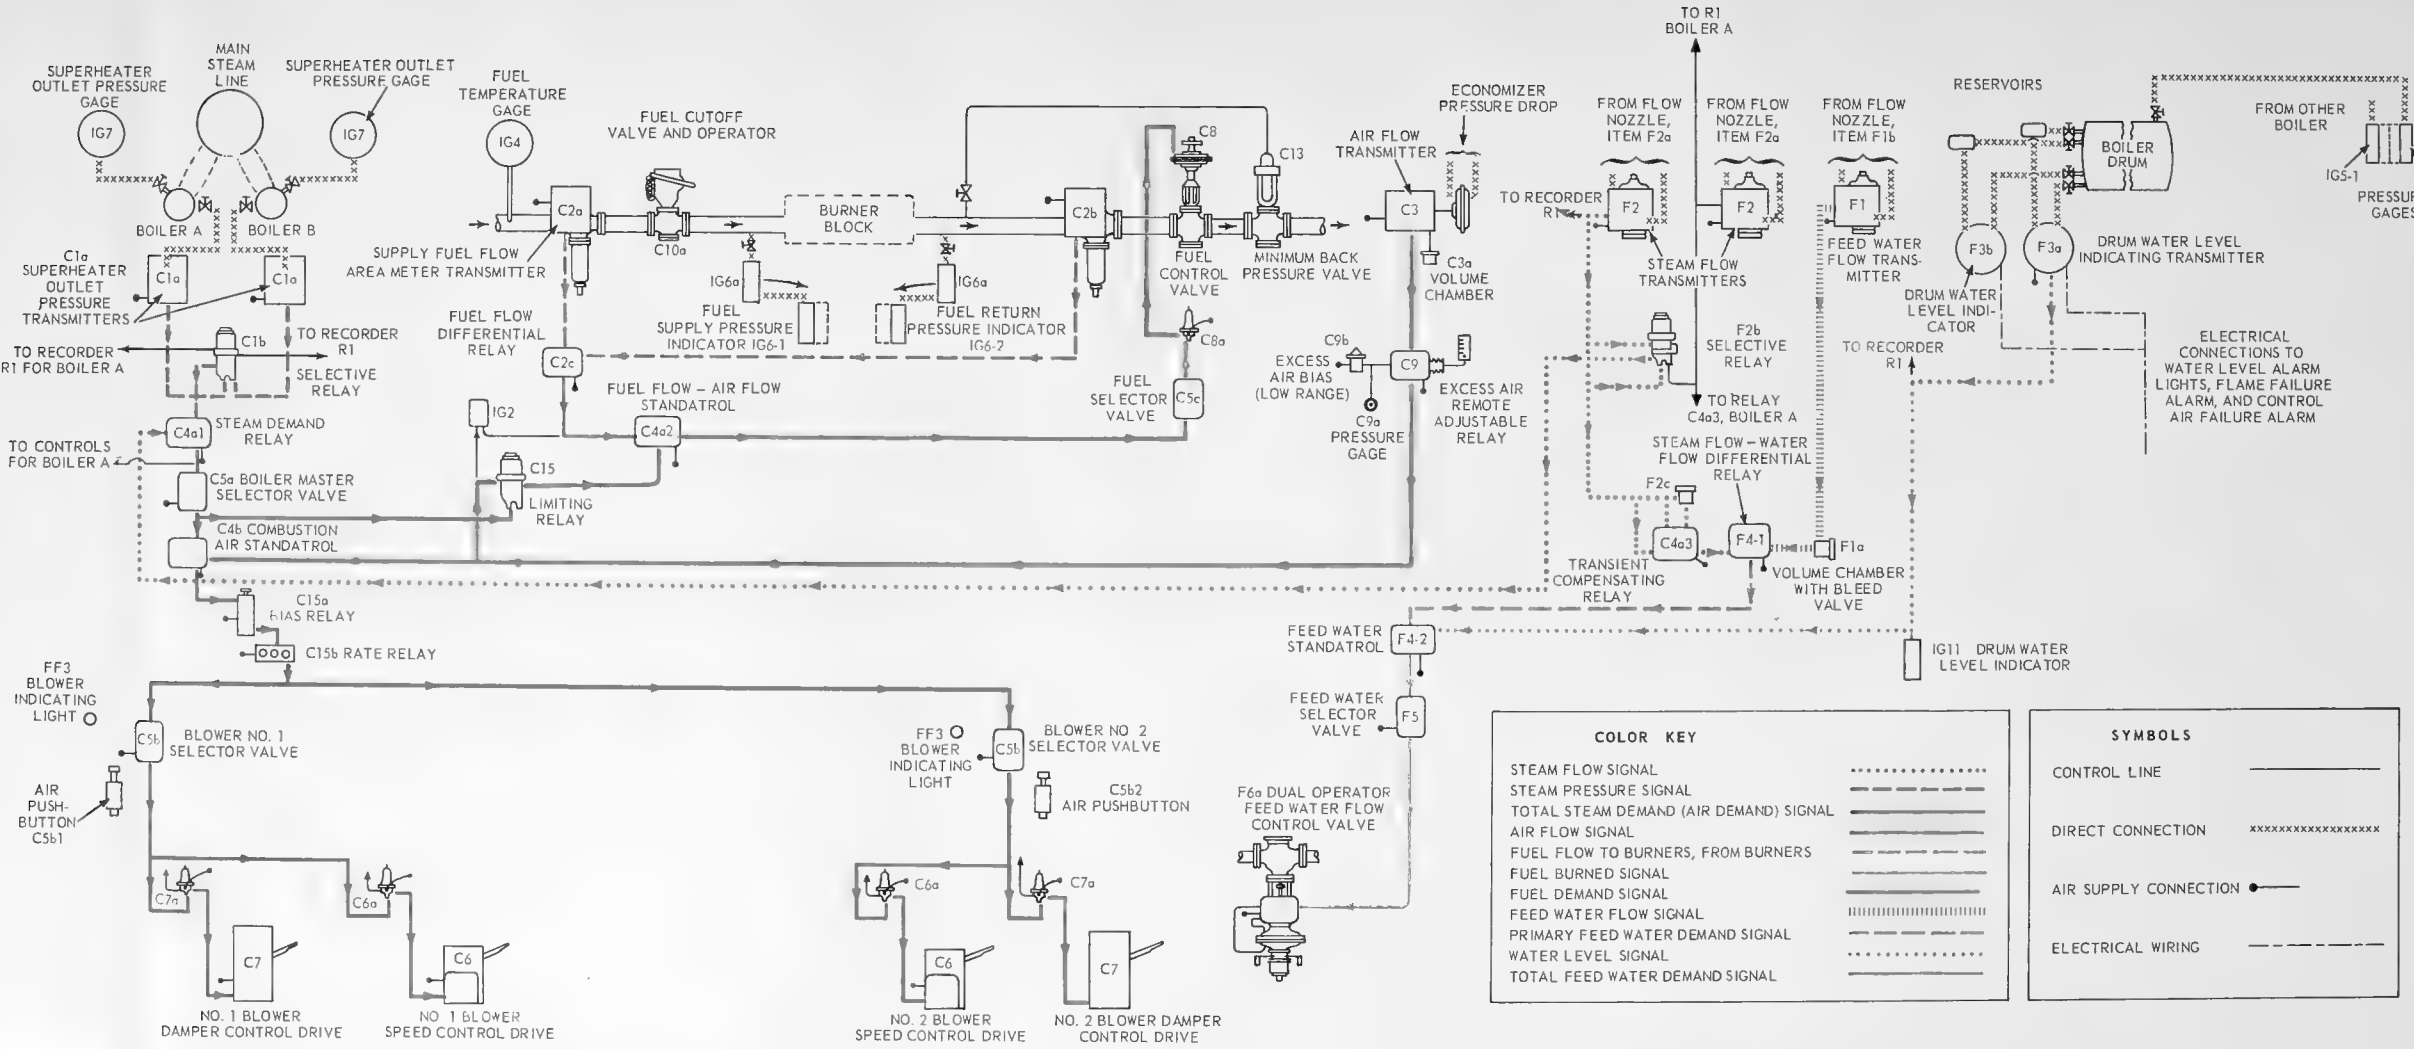 MAIN
STEAM
LINE
SUPERHEATER
OUTLET PRESSURE
GAGE
SUPERHEATER OUTLET
PRESSURE GAGE
IG7
IG7
BOILER A
BOILER B
C1a
SUPERHEATER
OUTLET
PRESSURE
TRANSMITTERS
C1a
C1a
C1b
TO RECORDER
R1 FOR BOILER A
TO RECORDER
R1
SELECTIVE
RELAY
C4a1
STEAM DEMAND
RELAY
TO CONTROLS
FOR BOILER A
C5a BOILER MASTER
SELECTOR VALVE
C4b COMBUSTION
AIR STANDATROL
C15a
BIAS RELAY
C15b RATE RELAY
FUEL
TEMPERATURE
GAGE
IG4
FUEL CUTOFF
VALVE AND OPERATOR
C2a
C10a
SUPPLY FUEL FLOW
AREA METER TRANSMITTER
BURNER
BLOCK
IG6a
IG6a
FUEL
SUPPLY PRESSURE
INDICATOR IG6-1
FUEL RETURN
PRESSURE INDICATOR
IG6-2
C2b
C8
C13
FUEL
CONTROL
VALVE
MINIMUM BACK
PRESSURE VALVE
FUEL FLOW
DIFFERENTIAL
RELAY
C2c
FUEL FLOW – AIR FLOW
STANDATROL
IG2
C4a2
C15
LIMITING
RELAY
C8a
FUEL
SELECTOR
VALVE
C5c
ECONOMIZER
PRESSURE DROP
AIR FLOW
TRANSMITTER
C3
C3a
VOLUME
CHAMBER
C9b
EXCESS
AIR BIAS
(LOW RANGE)
C9
C9a
PRESSURE
GAGE
EXCESS AIR
REMOTE
ADJUSTABLE
RELAY
TO R1
BOILER A
FROM FLOW
NOZZLE,
ITEM F2a
FROM FLOW
NOZZLE,
ITEM F2a
FROM FLOW
NOZZLE,
ITEM F1b
TO RECORDER
R1
F2
F2
F1
STEAM FLOW
TRANSMITTERS
FEED WATER
FLOW TRANS-
MITTER
F2b
SELECTIVE
RELAY
TO RELAY
C4a3, BOILER A
STEAM FLOW – WATER
FLOW DIFFERENTIAL
RELAY
F2c
C4a3
F4-1
F1a
TRANSIENT
COMPENSATING
RELAY
VOLUME CHAMBER
WITH BLEED
VALVE
RESERVOIRS
BOILER
DRUM
FROM OTHER
BOILER
IG5-1
GAGES
F3b
F3a
DRUM WATER LEVEL
INDICATING TRANSMITTER
DRUM WATER
LEVEL INDI-
CATOR
TO RECORDER
R1
ELECTRICAL
CONNECTIONS TO
WATER LEVEL ALARM
LIGHTS, FLAME FAILURE
ALARM, AND CONTROL
AIR FAILURE ALARM
FEED WATER
STANDATROL
F4-2
IG11 DRUM WATER
LEVEL INDICATOR
FEED WATER
SELECTOR
VALVE
F5
F6a DUAL OPERATOR
FEED WATER FLOW
CONTROL VALVE
FF3
BLOWER
INDICATING
LIGHT
C5b
BLOWER NO. 1
SELECTOR VALVE
AIR
PUSH-
BUTTON
C5b1
FF3
BLOWER
INDICATING
LIGHT
C5b
BLOWER NO 2
SELECTOR VALVE
C5b2
AIR PUSHBUTTON
C7a
C6a
C6a
C7a
C7
C6
C6
C7
NO. 1 BLOWER
DAMPER CONTROL DRIVE
NO. 1 BLOWER
SPEED CONTROL DRIVE
NO. 2 BLOWER
SPEED CONTROL DRIVE
NO. 2 BLOWER DAMPER
CONTROL DRIVE
COLOR KEY
STEAM FLOW SIGNAL
STEAM PRESSURE SIGNAL
TOTAL STEAM DEMAND (AIR DEMAND) SIGNAL
AIR FLOW SIGNAL
FUEL FLOW TO BURNERS, FROM BURNERS
FUEL BURNED SIGNAL
FUEL DEMAND SIGNAL
FEED WATER FLOW SIGNAL
PRIMARY FEED WATER DEMAND SIGNAL
WATER LEVEL SIGNAL
TOTAL FEED WATER DEMAND SIGNAL
SYMBOLS
CONTROL LINE
DIRECT CONNECTION
AIR SUPPLY CONNECTION
ELECTRICAL WIRING